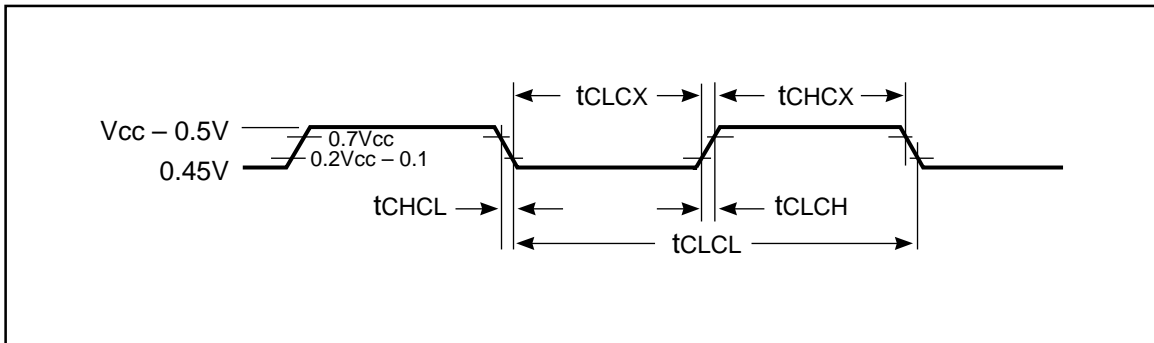 tCLCX
tCHCX
Vcc – 0.5V
0.7Vcc
0.2Vcc – 0.1
0.45V
tCHCL
tCLCH
tCLCL